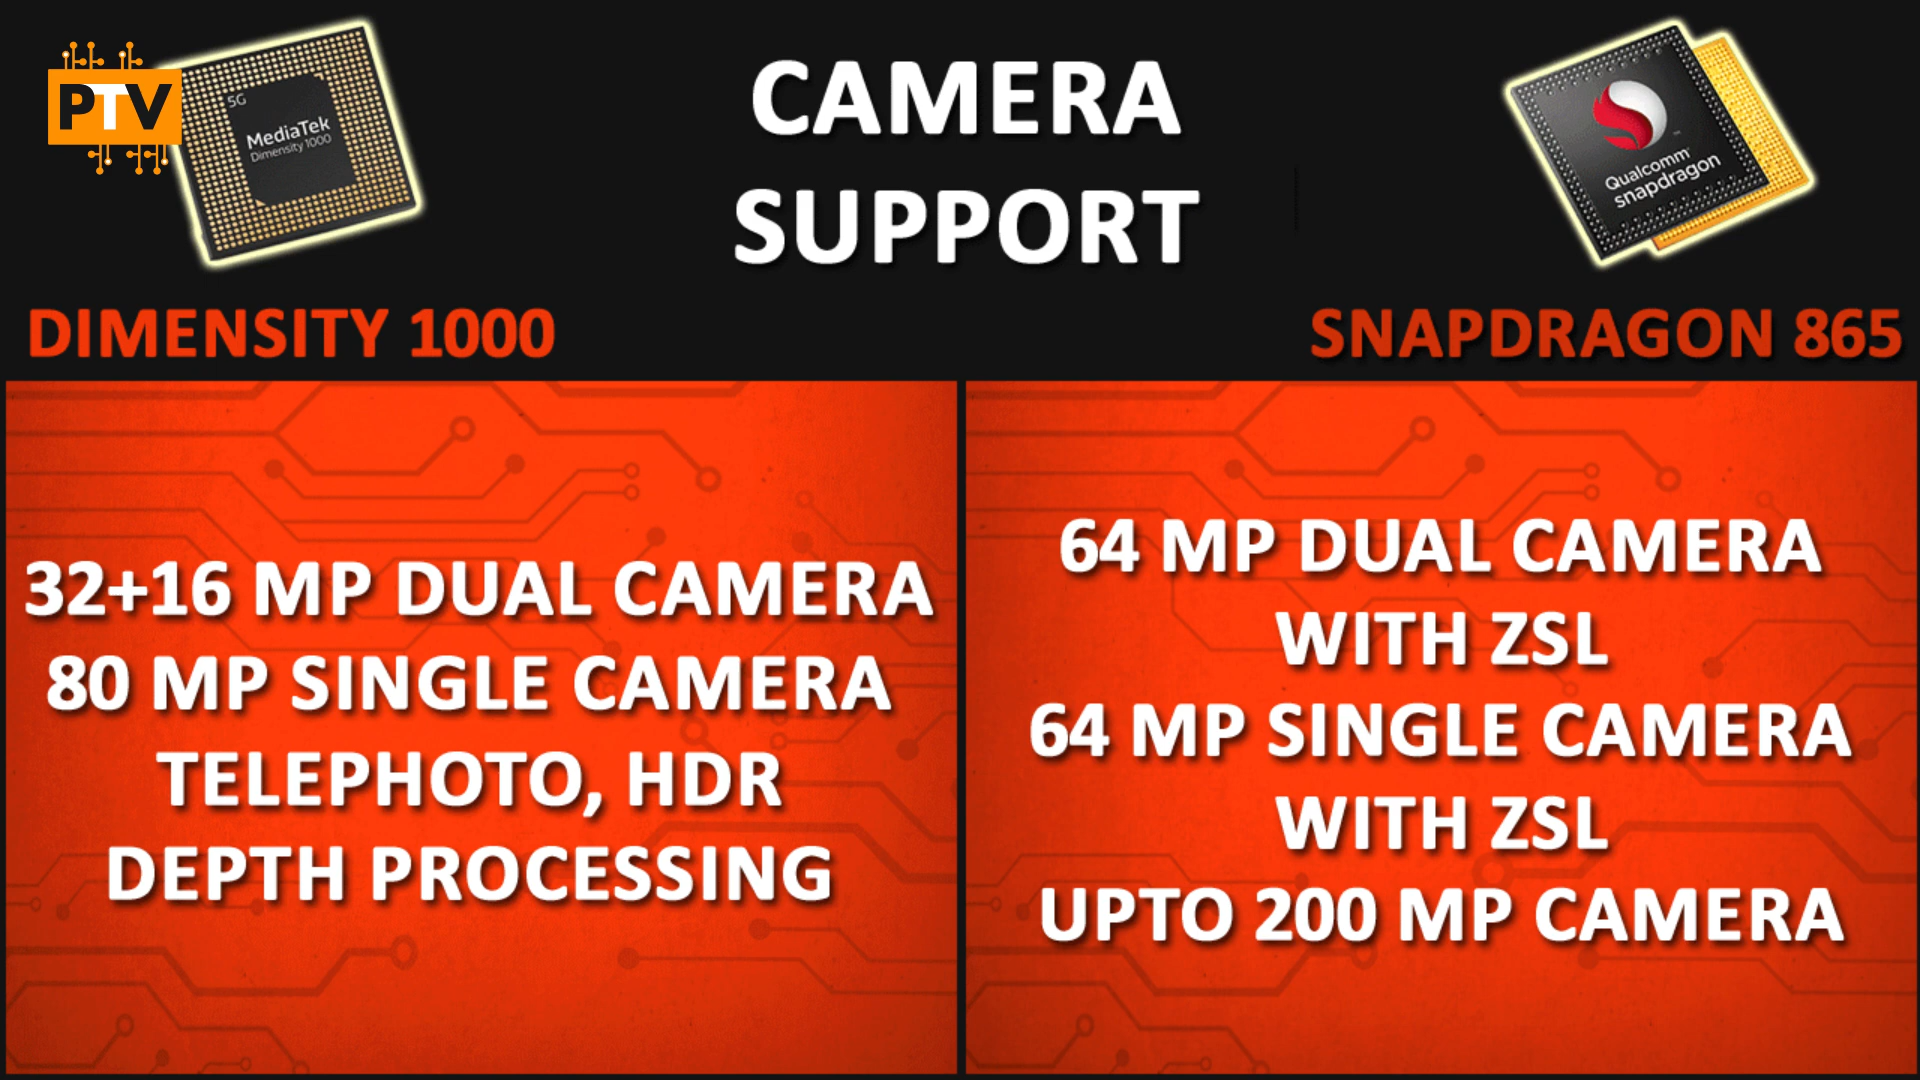 PTV
5G
MediaTek
Dimensity 1000
CAMERA
SUPPORT
Qualcomm
snapdragon
DIMENSITY 1000
SNAPDRAGON 865
32+16 MP DUAL CAMERA
80 MP SINGLE CAMERA
TELEPHOTO, HDR
DEPTH PROCESSING
64 MP DUAL CAMERA
WITH ZSL
64 MP SINGLE CAMERA
WITH ZSL
UPTO 200 MP CAMERA